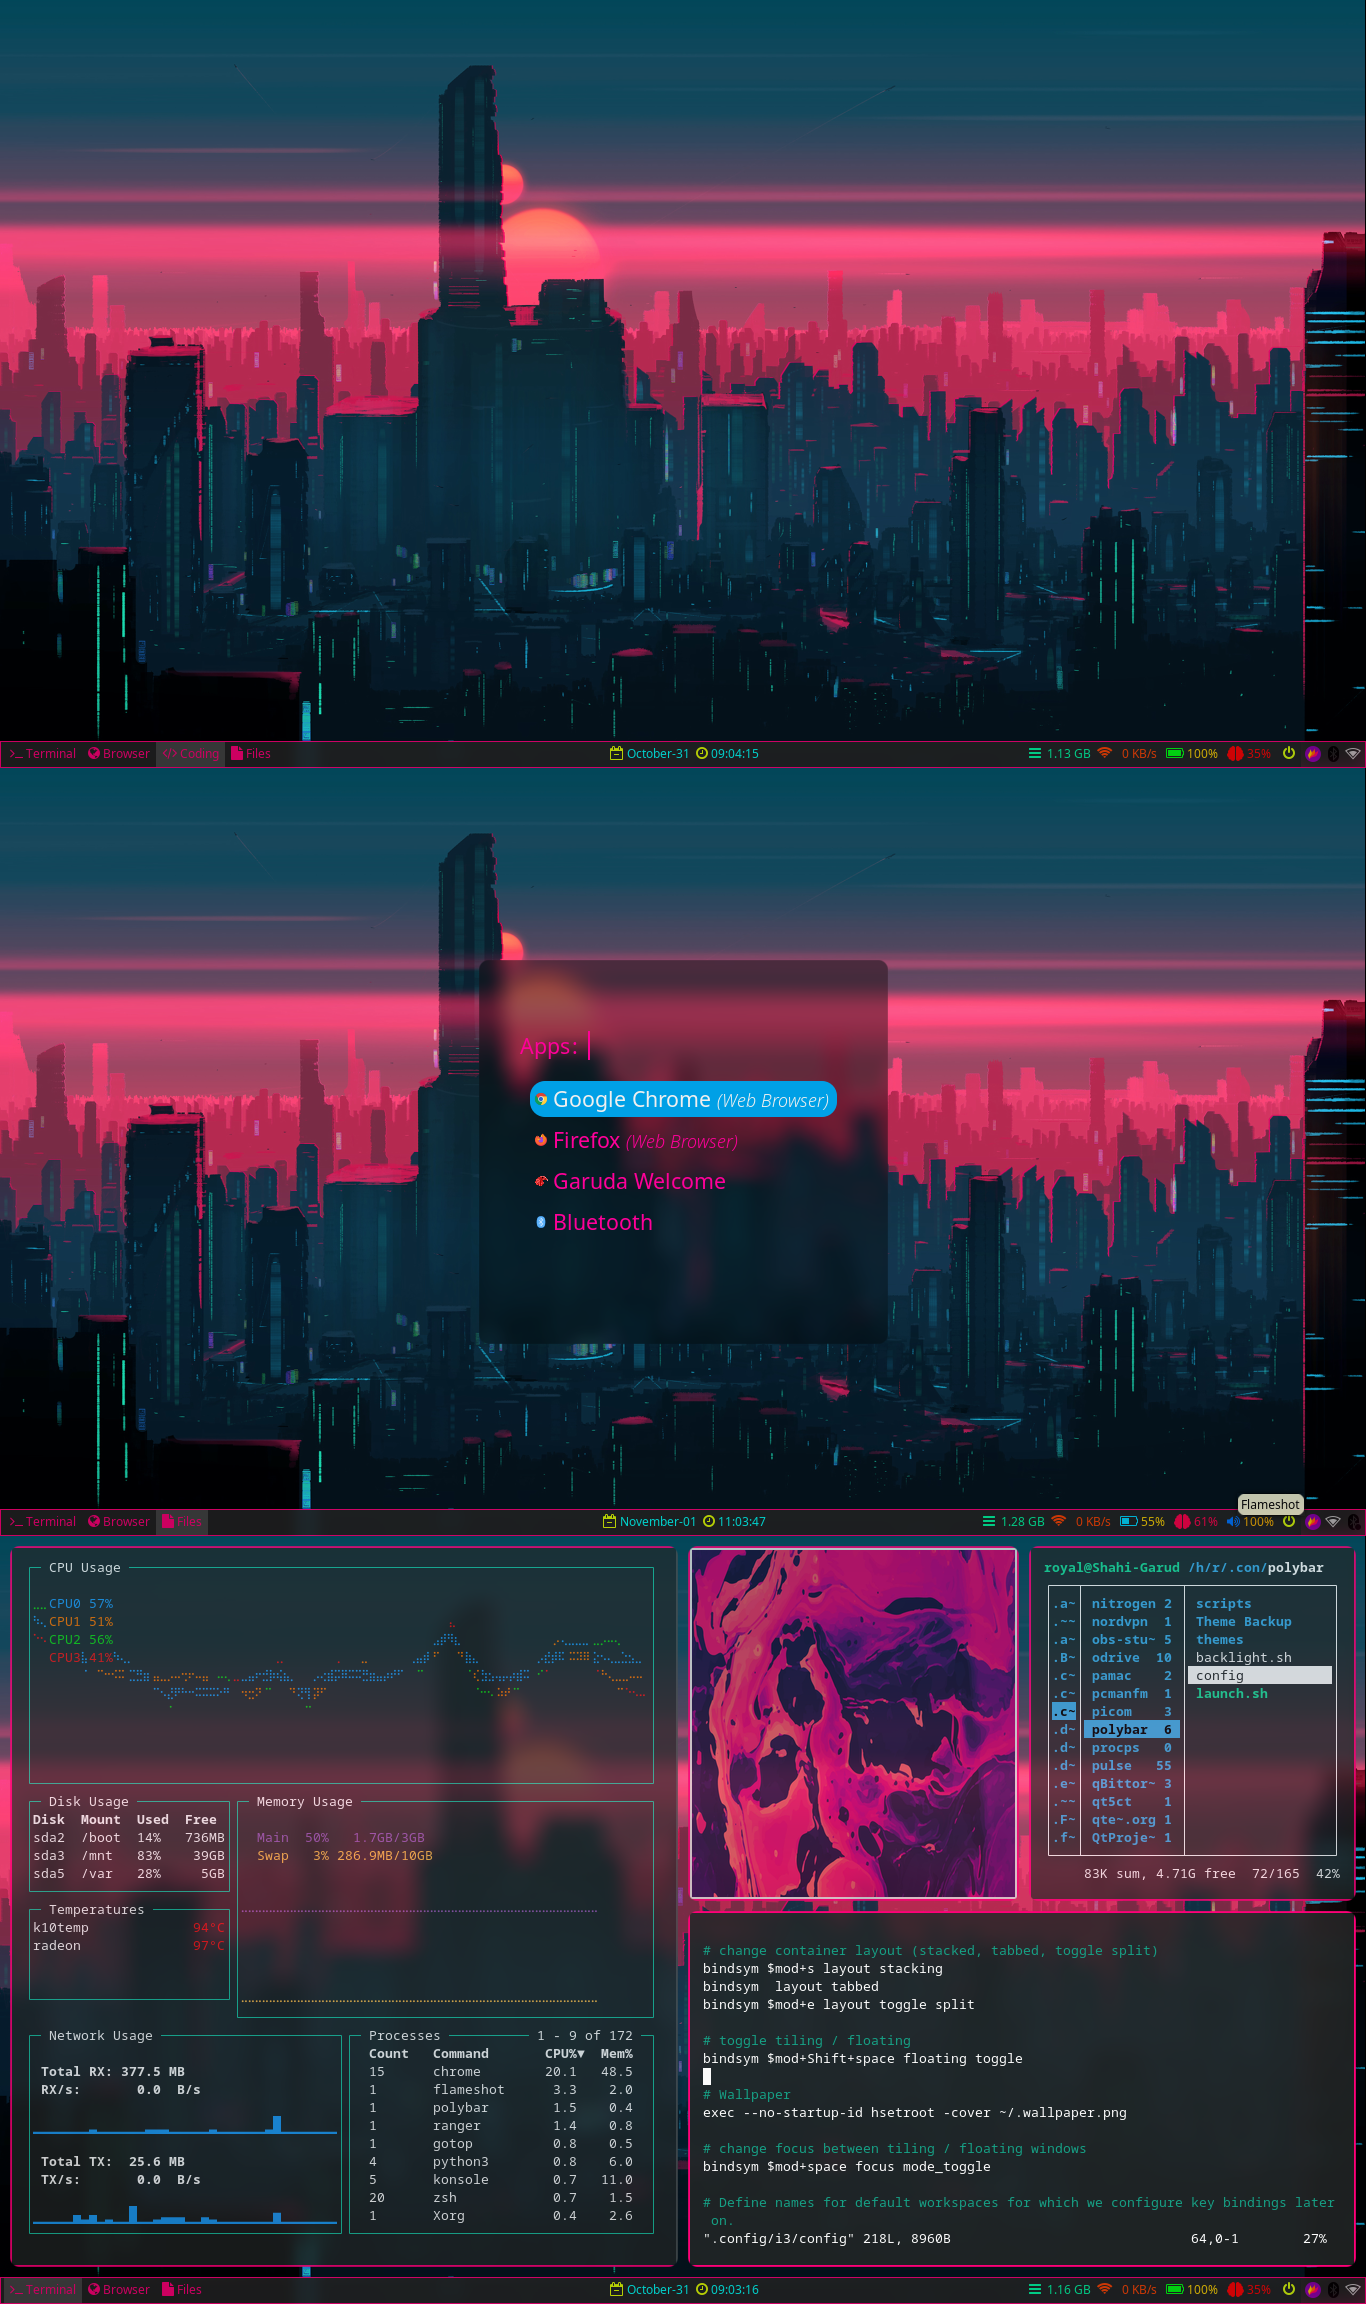 Terminal Browser Coding Files October-31 09:04:15 1.13 GB 0 KB/s 100% 35%
Apps:
Google Chrome (Web Browser)
Firefox (Web Browser)
Garuda Welcome
Bluetooth
Flameshot
Terminal Browser Files November-01 11:03:47 1.28 GB 0 KB/s 55% 61% 100%
CPU Usage
CPU0 57%
CPU1 51%
CPU2 56%
CPU3 41%
Disk Usage
Disk Mount Used Free
sda2 /boot 14% 736MB
sda3 /mnt 83% 39GB
sda5 /var 28% 5GB
Memory Usage
Main 50% 1.7GB/3GB
Swap 3% 286.9MB/10GB
Temperatures
k10temp 94°C
radeon 97°C
Network Usage
Total RX: 377.5 MB
RX/s: 0.0 B/s
Total TX: 25.6 MB
TX/s: 0.0 B/s
Processes 1 - 9 of 172
Count Command CPU%▼ Mem%
15 chrome 20.1 48.5
1 flameshot 3.3 2.0
1 polybar 1.5 0.4
1 ranger 1.4 0.8
1 gotop 0.8 0.5
4 python3 0.8 6.0
5 konsole 0.7 11.0
20 zsh 0.7 1.5
1 Xorg 0.4 2.6
royal@Shahi-Garud /h/r/.con/polybar
.a~ nitrogen 2 scripts
.~~ nordvpn 1 Theme Backup
.a~ obs-stu~ 5 themes
.B~ odrive 10 backlight.sh
.c~ pamac 2 config
.c~ pcmanfm 1 launch.sh
.c~ picom 3
.d~ polybar 6
.d~ procps 0
.d~ pulse 55
.e~ qBittor~ 3
.~~ qt5ct 1
.F~ qte~.org 1
.f~ QtProje~ 1
83K sum, 4.71G free 72/165 42%
# change container layout (stacked, tabbed, toggle split)
bindsym $mod+s layout stacking
bindsym  layout tabbed
bindsym $mod+e layout toggle split
# toggle tiling / floating
bindsym $mod+Shift+space floating toggle
# Wallpaper
exec --no-startup-id hsetroot -cover ~/.wallpaper.png
# change focus between tiling / floating windows
bindsym $mod+space focus mode_toggle
# Define names for default workspaces for which we configure key bindings later
on.
".config/i3/config" 218L, 8960B 64,0-1 27%
Terminal Browser Files October-31 09:03:16 1.16 GB 0 KB/s 100% 35%